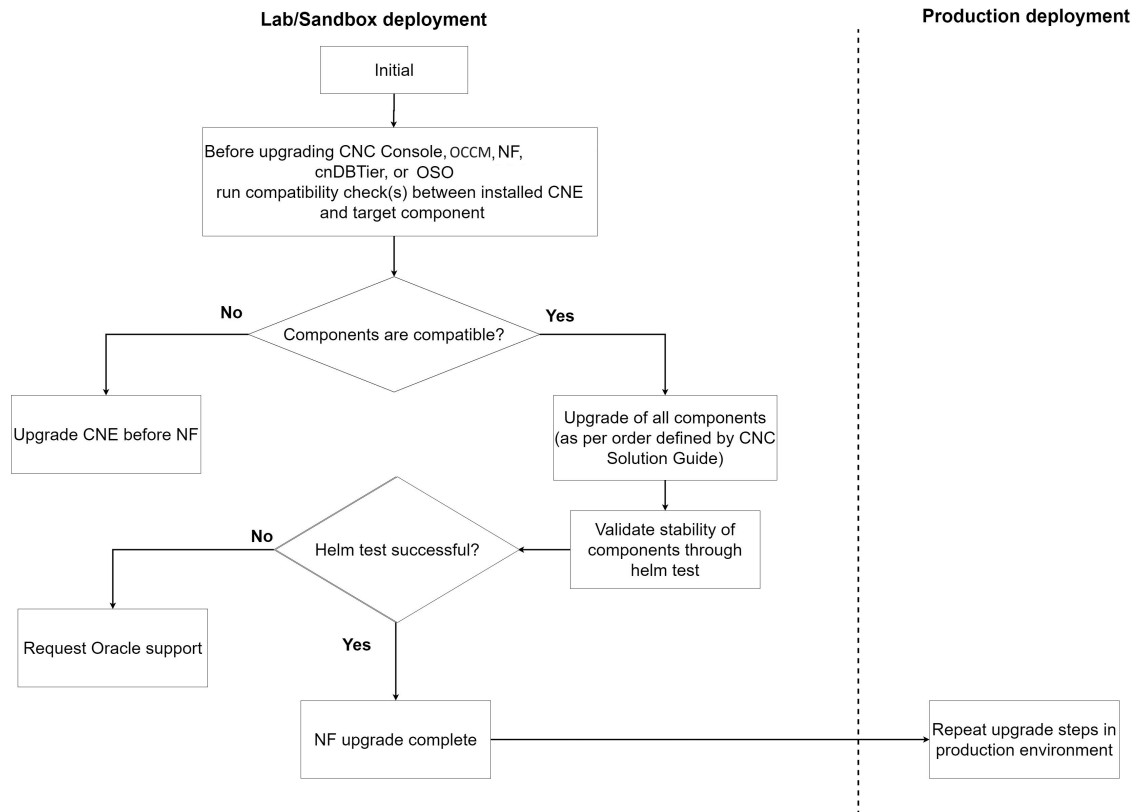 Lab/Sandbox deployment
Production deployment
Initial
Before upgrading CNC Console, OCCM, NF,
cnDBTier, or OSO
run compatibility check(s) between installed CNE
and target component
No
Yes
Components are compatible?
Upgrade CNE before NF
Upgrade of all components
(as per order defined by CNC
Solution Guide)
Validate stability of
components through
helm test
No
Helm test successful?
Request Oracle support
Yes
NF upgrade complete
Repeat upgrade steps in
production environment